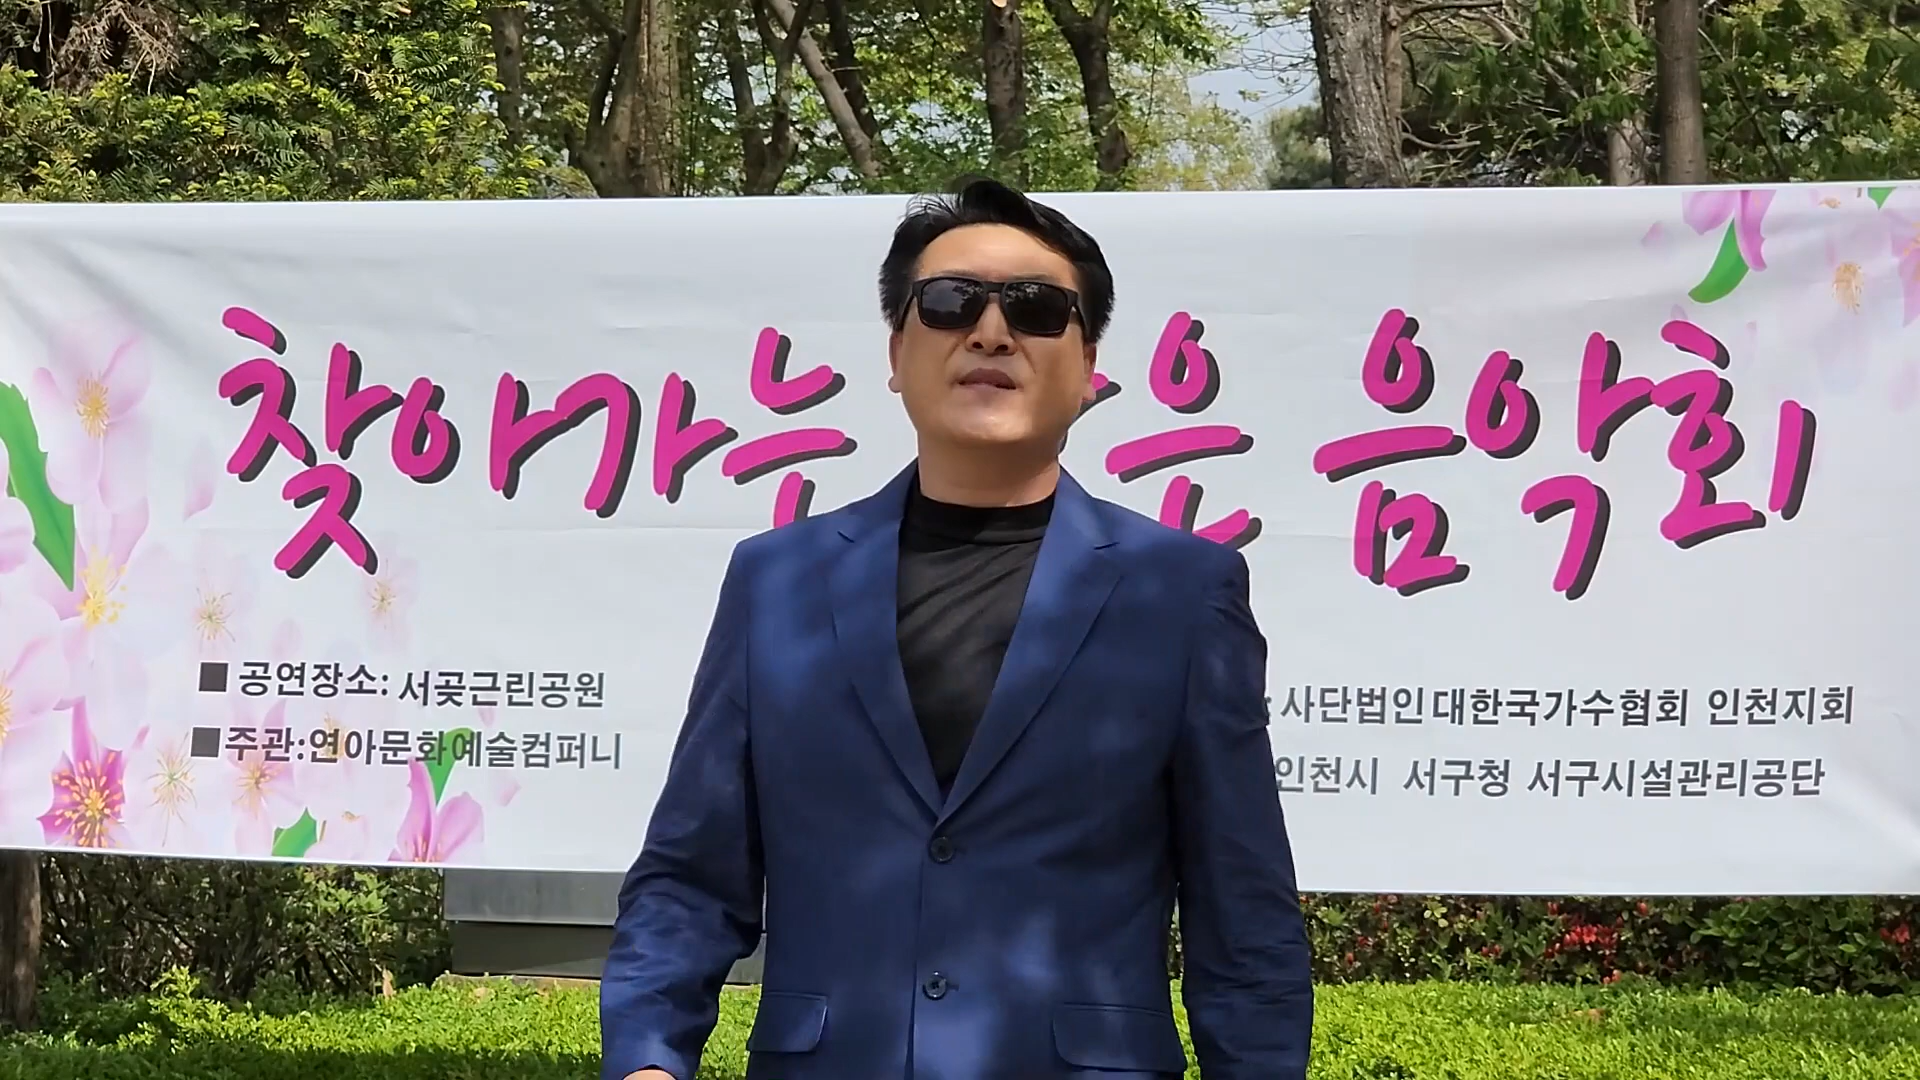 찾아가는 은 음악회
■ 공연장소: 서곶근린공원
■주관:연아문화예술컴퍼니
: 사단법인대한국가수협회 인천지회
인천시 서구청 서구시설관리공단